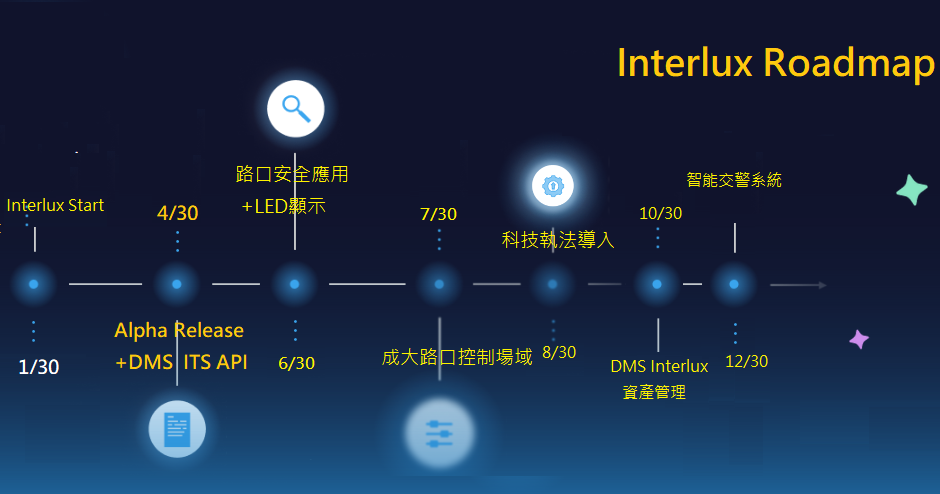 Interlux Roadmap
Interlux Start
1/30
4/30
Alpha Release
+DMS ITS API
路口安全應用
+LED顯示
6/30
7/30
成大路口控制場域
科技執法導入
8/30
10/30
DMS Interlux
資產管理
智能交警系統
12/30